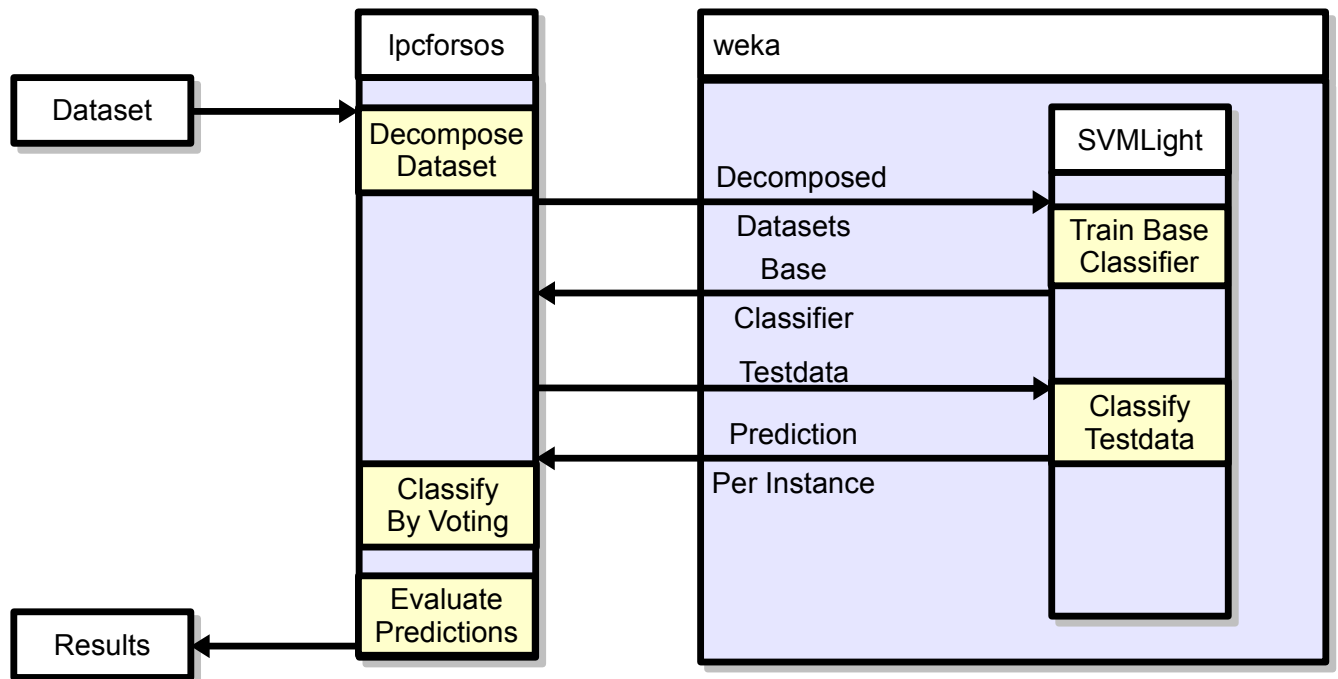 lpcforsos
weka
Dataset
Decompose
Dataset
SVMLight
Decomposed
Datasets
Train Base
Classifier
Base
Classifier
Testdata
Classify
Testdata
Prediction
Per Instance
Classify
By Voting
Evaluate
Predictions
Results